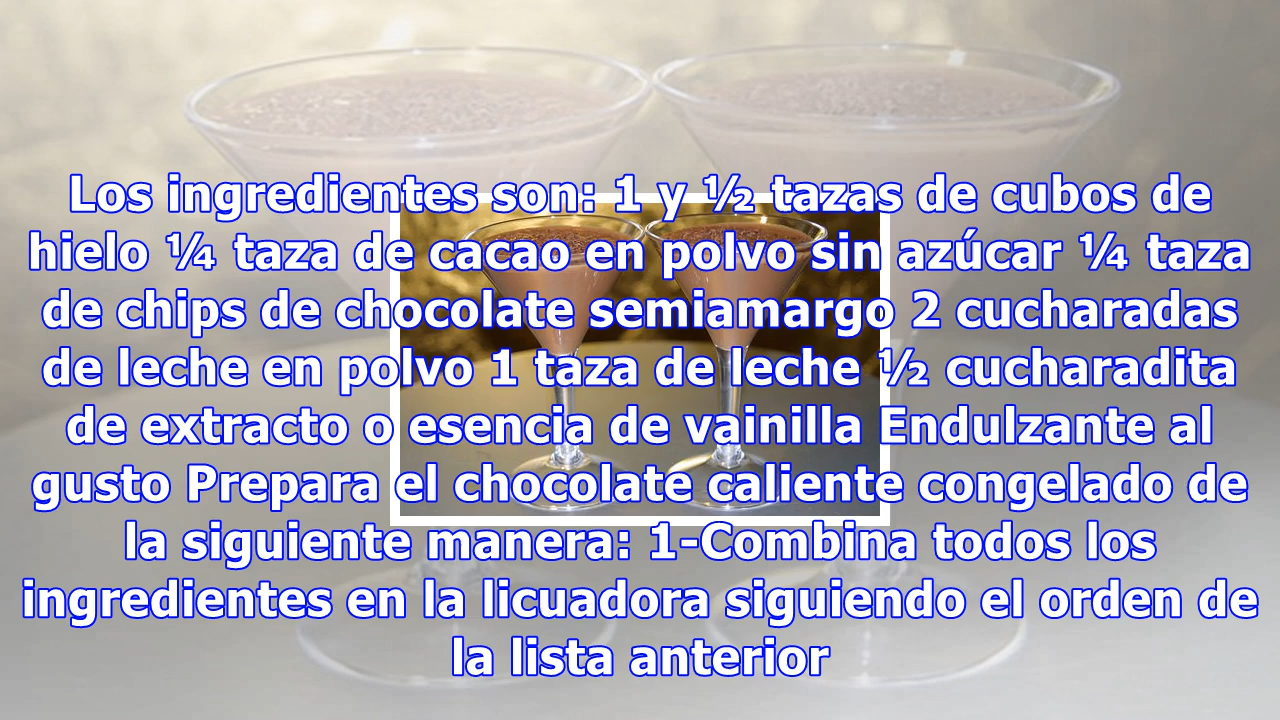 Los ingredientes son: 1 y ½ tazas de cubos de
hielo ¼ taza de cacao en polvo sin azúcar ¼ taza
de chips de chocolate semiamargo 2 cucharadas
de leche en polvo 1 taza de leche ½ cucharadita
de extracto o esencia de vainilla Endulzante al
gusto Prepara el chocolate caliente congelado de
la siguiente manera: 1-Combina todos los
ingredientes en la licuadora siguiendo el orden de
la lista anterior